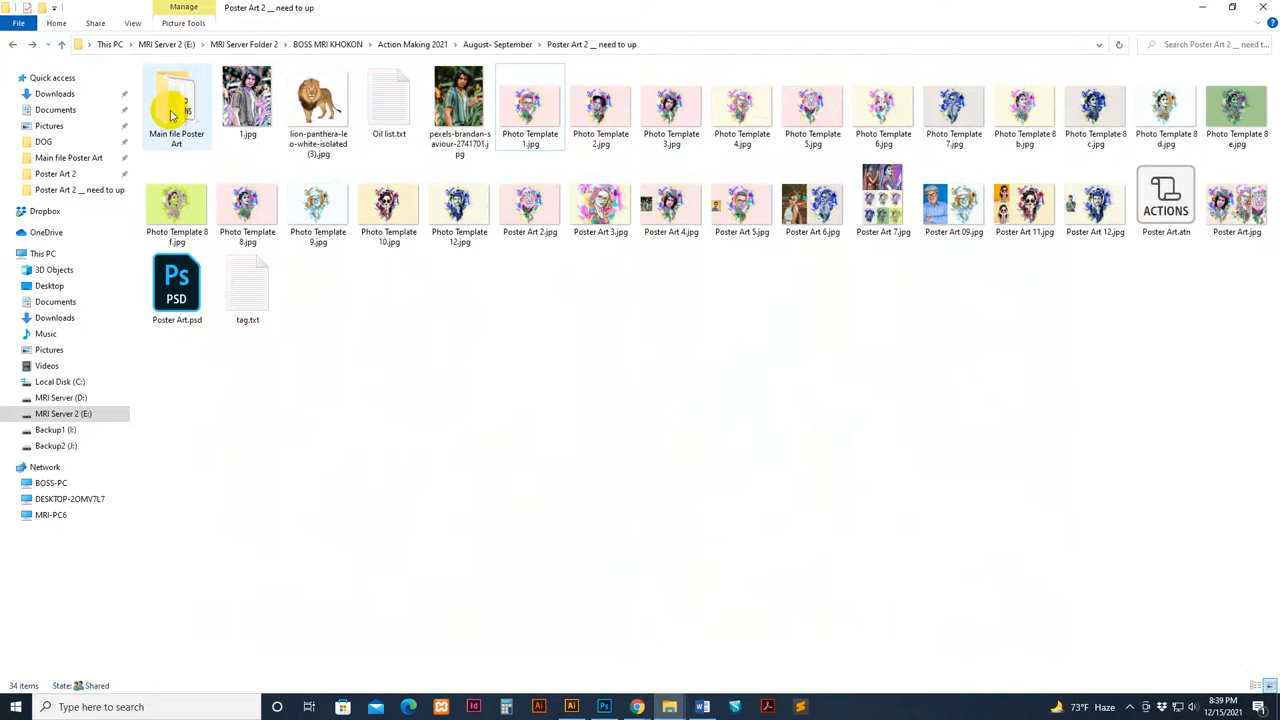 Manage
Poster Art 2 __ need to up
File
Home
Share
View
Picture Tools
This PC
MRI Server 2 (E:)
MRI Server Folder 2
BOSS MRI KHOKON
Action Making 2021
August- September
Poster Art 2 __ need to up
Search Poster Art 2 __ need t...
Quick access
Downloads
Documents
Pictures
DOG
Main file Poster Art
Poster Art 2
Poster Art 2 __ need to up
Dropbox
OneDrive
This PC
3D Objects
Desktop
Documents
Downloads
Music
Pictures
Videos
Local Disk (C:)
MRI Server (D:)
MRI Server 2 (E:)
Backup1 (I:)
Backup2 (J:)
Network
BOSS-PC
DESKTOP-2OMV7L7
MRI-PC6
Main file Poster
Art
1.jpg
lion-panthera-le
o-white-isolated
(3).jpg
Oil list.txt
pexels-brandan-s
aviour-2741701.j
pg
Photo Template
1.jpg
Photo Template
2.jpg
Photo Template
3.jpg
Photo Template
4.jpg
Photo Template
5.jpg
Photo Template
6.jpg
Photo Template
7.jpg
Photo Template 8
b.jpg
Photo Template 8
c.jpg
Photo Template 8
d.jpg
Photo Template 8
e.jpg
Photo Template 8
f.jpg
Photo Template
8.jpg
Photo Template
9.jpg
Photo Template
10.jpg
Photo Template
12.jpg
Poster Art 2.jpg
Poster Art 3.jpg
Poster Art 4.jpg
Poster Art 5.jpg
Poster Art 6.jpg
Poster Art 7.jpg
Poster Art 09.jpg
Poster Art 11.jpg
Poster Art 12.jpg
ACTIONS
Poster Art.atn
Poster Art.jpg
Ps
PSD
Poster Art.psd
tag.txt
34 items
State:
Shared
Type here to search
73°F Haze
8:39 PM
12/15/2021